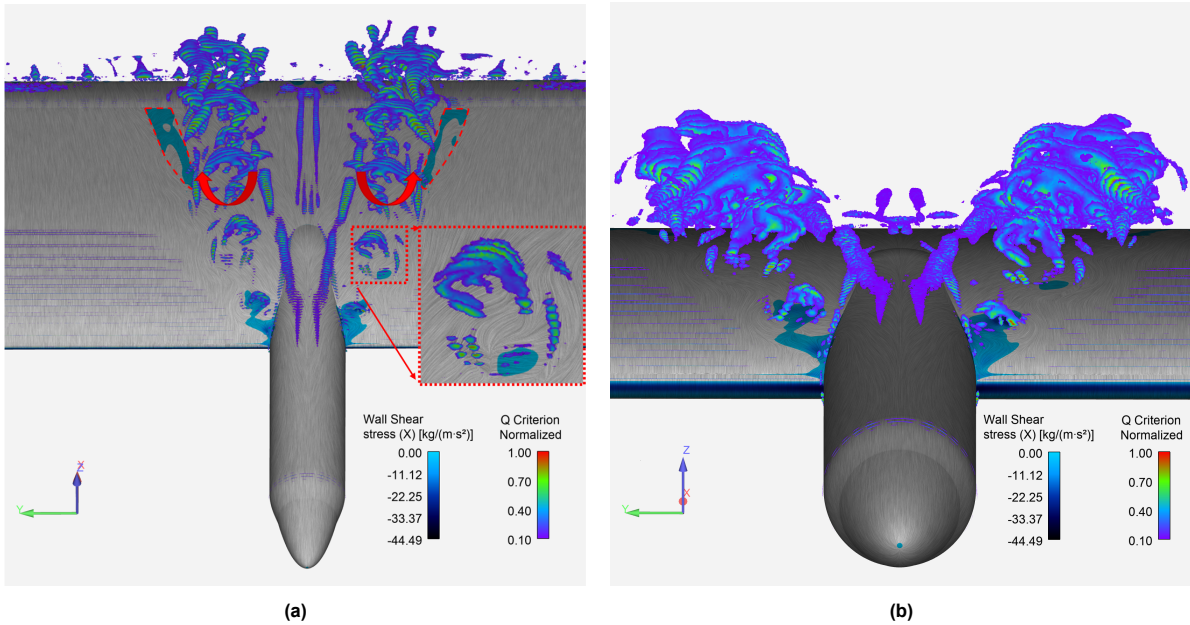 Wall Shear
stress (X) [kg/(m·s²)]
0.00
-11.12
-22.25
-33.37
-44.49
Q Criterion
Normalized
1.00
0.70
0.40
0.10
X
Z
Y
(a)
Wall Shear
stress (X) [kg/(m·s²)]
0.00
-11.12
-22.25
-33.37
-44.49
Q Criterion
Normalized
1.00
0.70
0.40
0.10
Z
X
Y
(b)